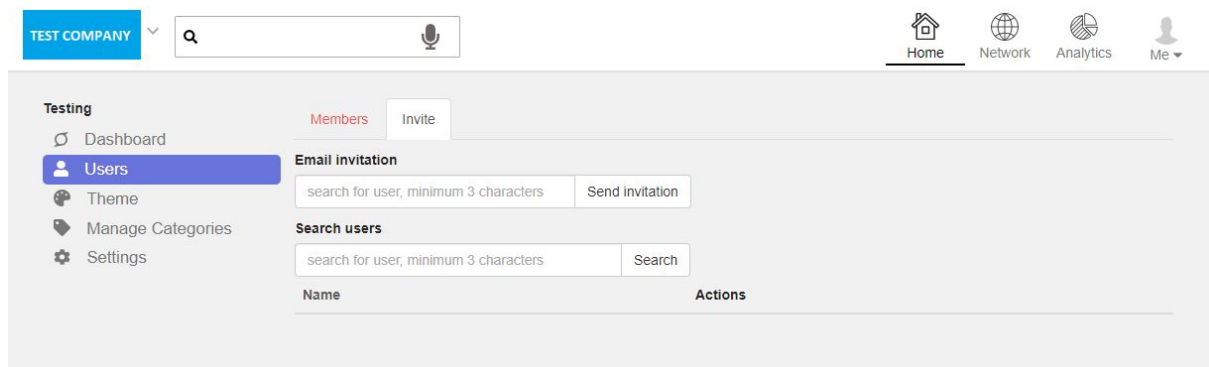 TEST COMPANY
Home Network Analytics Me
Testing
Dashboard
Users
Theme
Manage Categories
Settings
Members Invite
Email invitation
search for user, minimum 3 characters Send invitation
Search users
search for user, minimum 3 characters Search
Name Actions